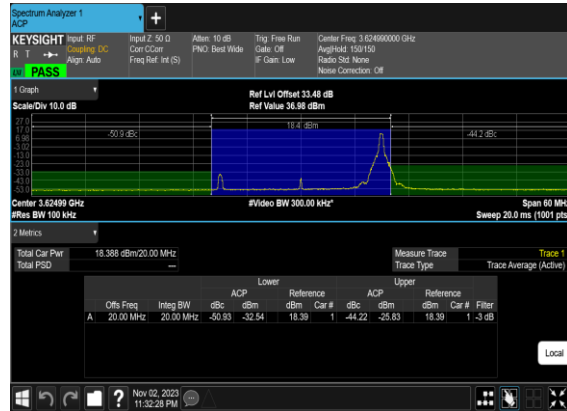 Spectrum Analyzer 1
ACP
KEYSIGHT
R T
Input: RF
Coupling: DC
Align: Auto
Input Z: 50 Ω
Corr CCorr
Freq Ref: Int (S)
Atten: 10 dB
PNO: Best Wide
Trig: Free Run
Gate: Off
IF Gain: Low
Center Freq: 3.624990000 GHz
Avg|Hold: 150/150
Radio Std: None
Noise Correction: Off
PASS
1 Graph
Scale/Div 10.0 dB
Ref Lvl Offset 33.48 dB
Ref Value 36.98 dBm
27.0
17.0
6.98
-3.0
-13.0
-23.0
-33.0
-43.0
-53.0
-50.9 dBc
18.4 dBm
-44.2 dBc
Center 3.62499 GHz
#Res BW 100 kHz
#Video BW 300.00 kHz*
Span 60 MHz
Sweep 20.0 ms (1001 pts
2 Metrics
Total Car Pwr 18.388 dBm/20.00 MHz
Total PSD ---
Measure Trace Trace 1
Trace Type Trace Average (Active)
Lower Upper
ACP Reference ACP Reference
Offs Freq Integ BW dBc dBm dBm Car # dBc dBm dBm Car # Filter
A 20.00 MHz 20.00 MHz -50.93 -32.54 18.39 1 -44.22 -25.83 18.39 1 -3 dB
Local
Nov 02, 2023
11:32:28 PM